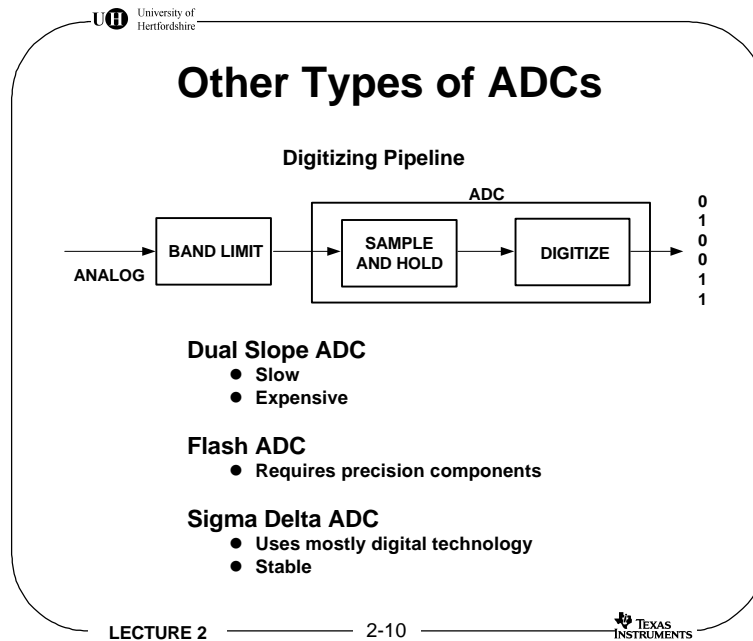 UH University of
Hertfordshire
Other Types of ADCs
Digitizing Pipeline
ADC
ANALOG
BAND LIMIT
SAMPLE
AND HOLD
DIGITIZE
0
1
0
0
1
1
Dual Slope ADC
● Slow
● Expensive
Flash ADC
● Requires precision components
Sigma Delta ADC
● Uses mostly digital technology
● Stable
LECTURE 2 2-10 TEXAS
INSTRUMENTS